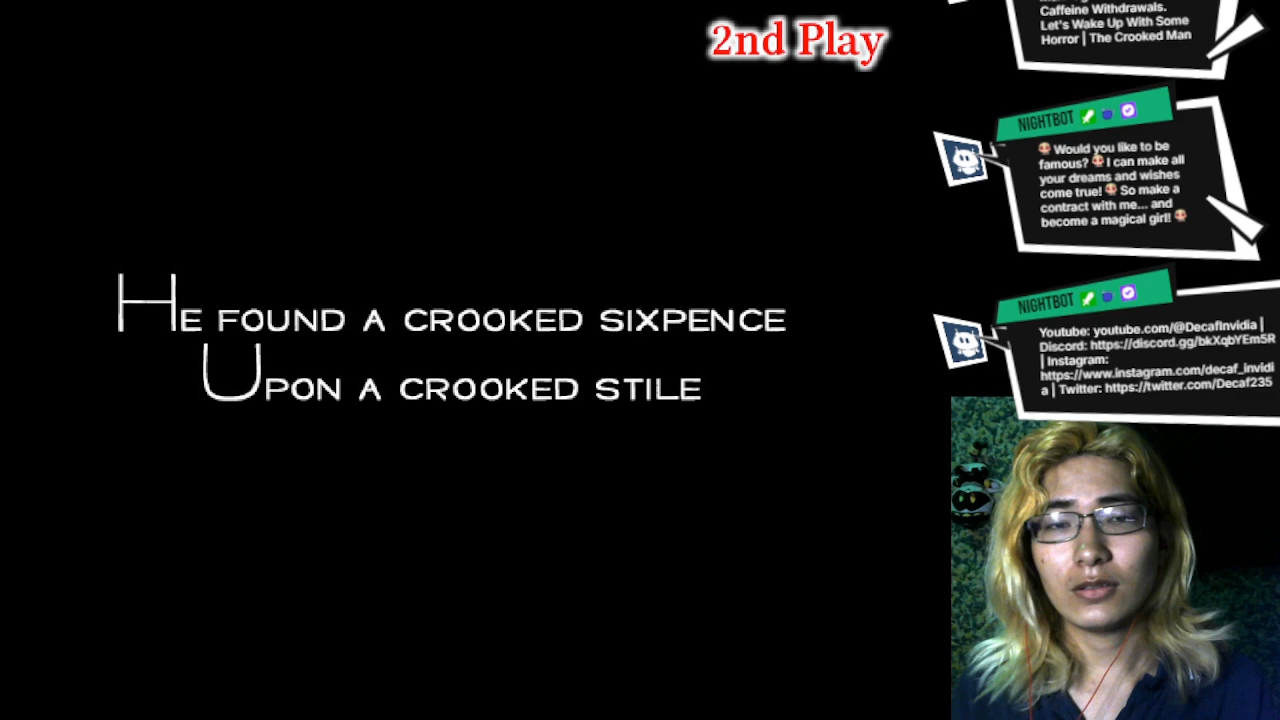 2nd Play
He found a crooked sixpence
Upon a crooked stile
Caffeine Withdrawals.
Let's Wake Up With Some
Horror | The Crooked Man
NIGHTBOT
Would you like to be
famous? I can make all
your dreams and wishes
come true! So make a
contract with me... and
become a magical girl!
NIGHTBOT
Youtube: youtube.com/@DecafInvidia |
Discord: https://discord.gg/bkXqbYEm5R
| Instagram:
https://www.instagram.com/decaf_invidi
a | Twitter: https://twitter.com/Decaf235